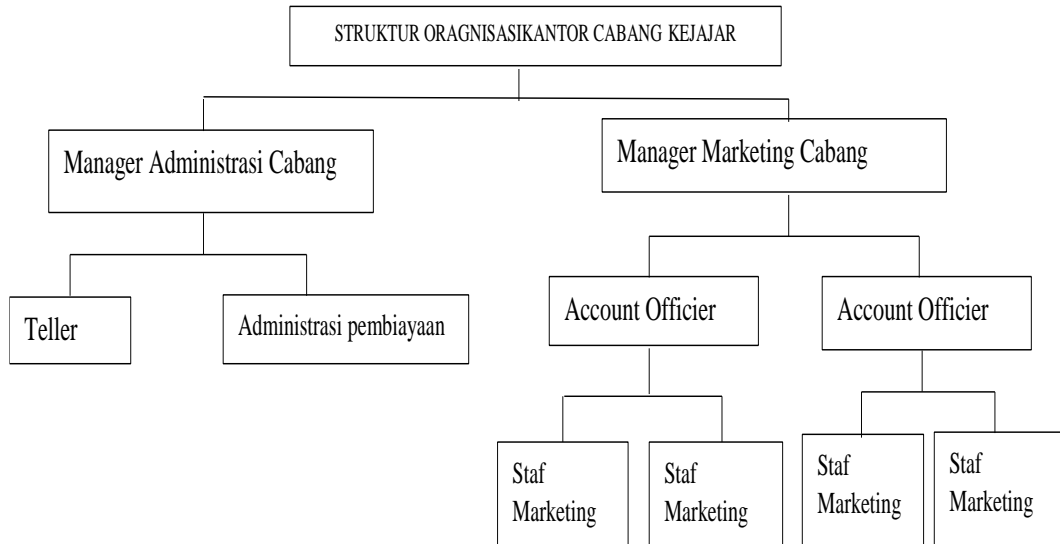 STRUKTUR ORAGNISASIKANTOR CABANG KEJAJAR
Manager Administrasi Cabang
Manager Marketing Cabang
Teller
Administrasi pembiayaan
Account Officier
Account Officier
Staf
Marketing
Staf
Marketing
Staf
Marketing
Staf
Marketing